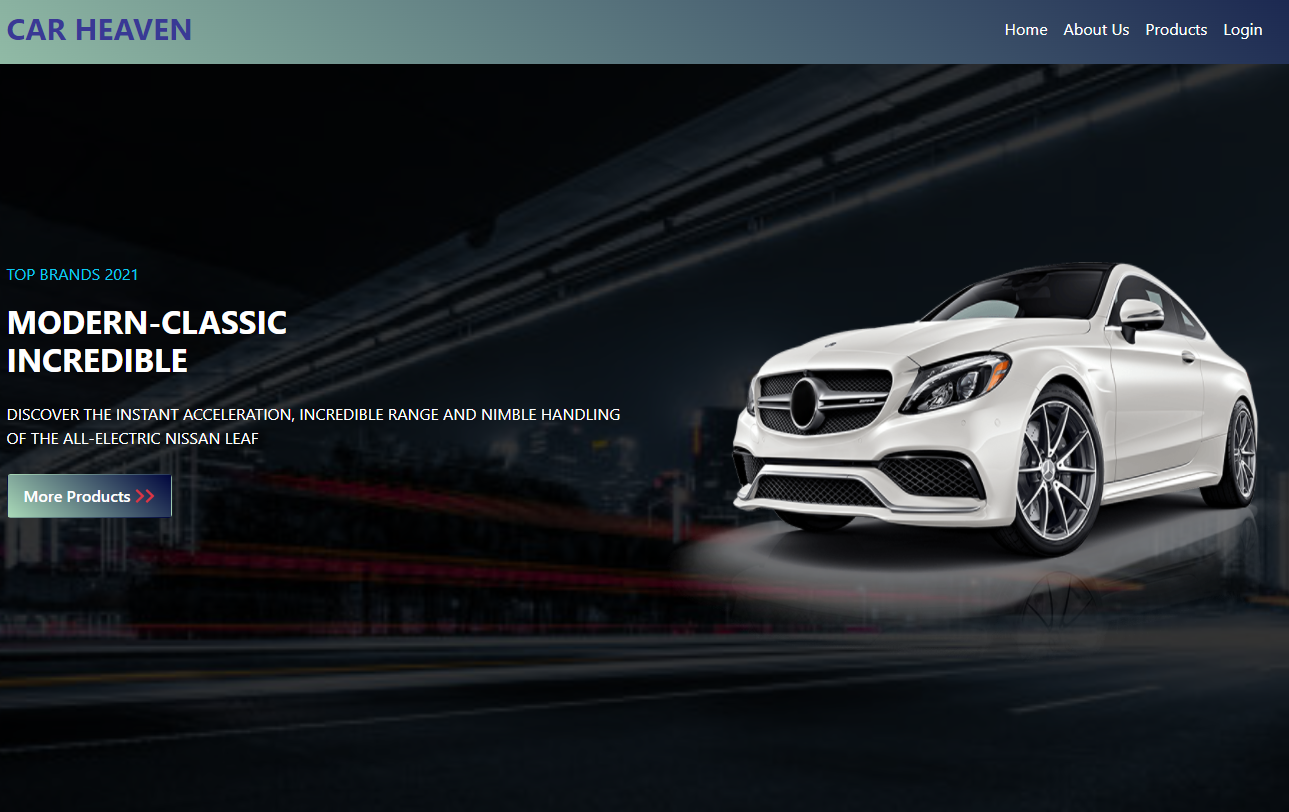 CAR HEAVEN
Home About Us Products Login
TOP BRANDS 2021
MODERN-CLASSIC
INCREDIBLE
DISCOVER THE INSTANT ACCELERATION, INCREDIBLE RANGE AND NIMBLE HANDLING
OF THE ALL-ELECTRIC NISSAN LEAF
More Products